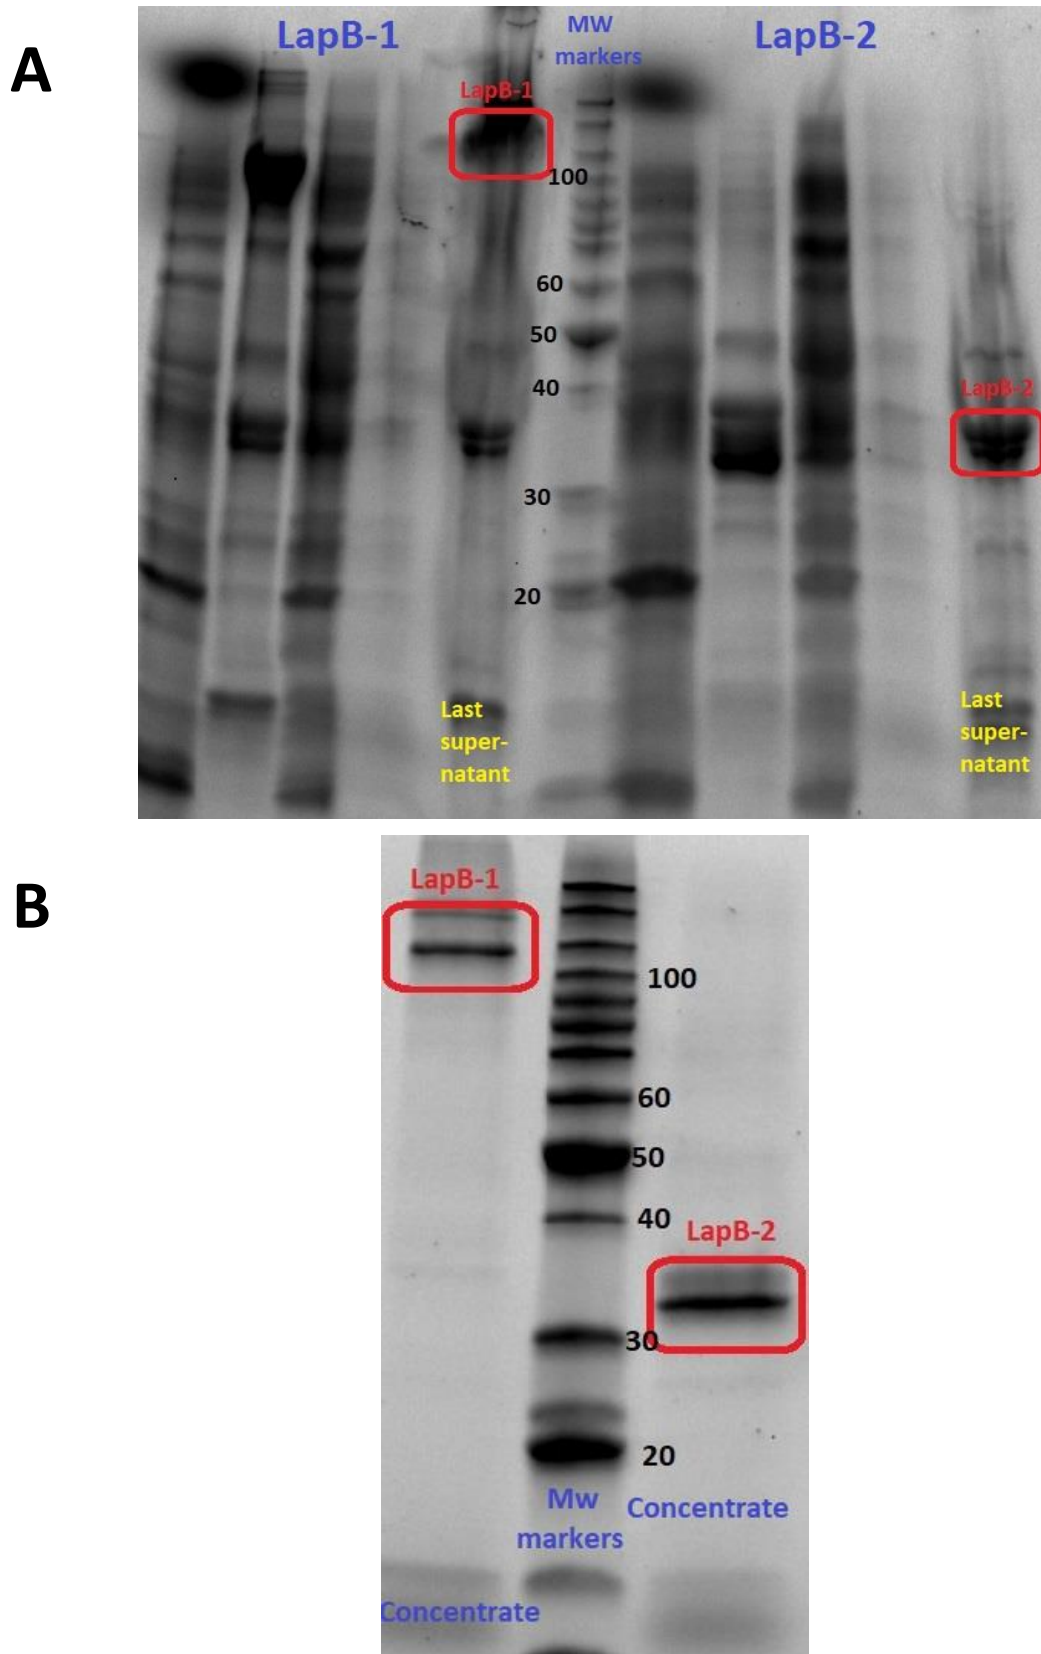 A
LapB-1
MW
markers
LapB-2
LapB-1
100
60
50
40
LapB-2
30
20
Last
super-
natant
Last
super-
natant
B
LapB-1
100
60
50
40
LapB-2
30
20
Mw
markers
Concentrate
Concentrate